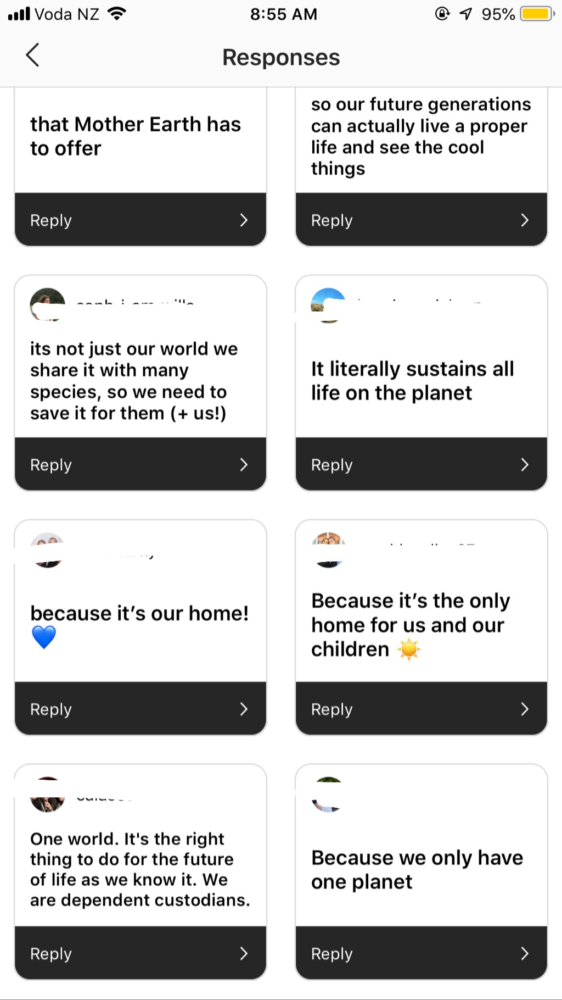 Voda NZ 8:55 AM 95%
Responses
that Mother Earth has
to offer
Reply
so our future generations
can actually live a proper
life and see the cool
things
Reply
its not just our world we
share it with many
species, so we need to
save it for them (+ us!)
Reply
It literally sustains all
life on the planet
Reply
because it's our home!
💙
Reply
Because it's the only
home for us and our
children ☀️
Reply
One world. It's the right
thing to do for the future
of life as we know it. We
are dependent custodians.
Reply
Because we only have
one planet
Reply